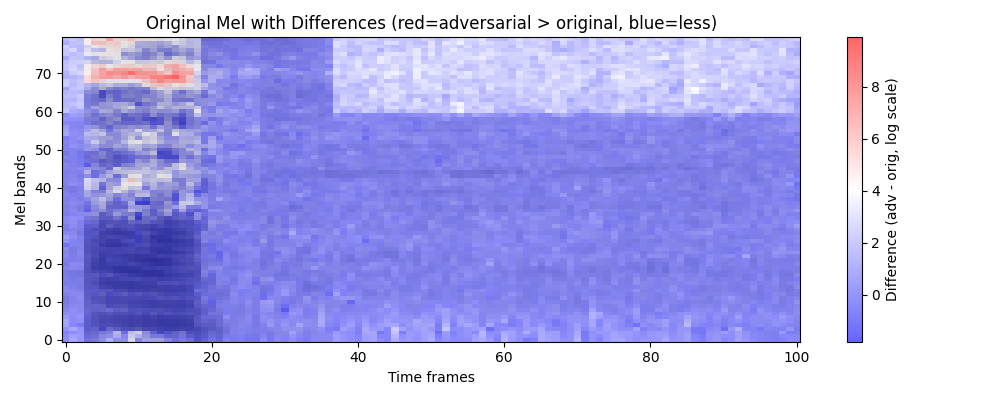 Original Mel with Differences (red=adversarial > original, blue=less)
Mel bands
70
60
50
40
30
20
10
0
0 20 40 60 80 100
Time frames
8
6
4
2
0
Difference (adv - orig, log scale)